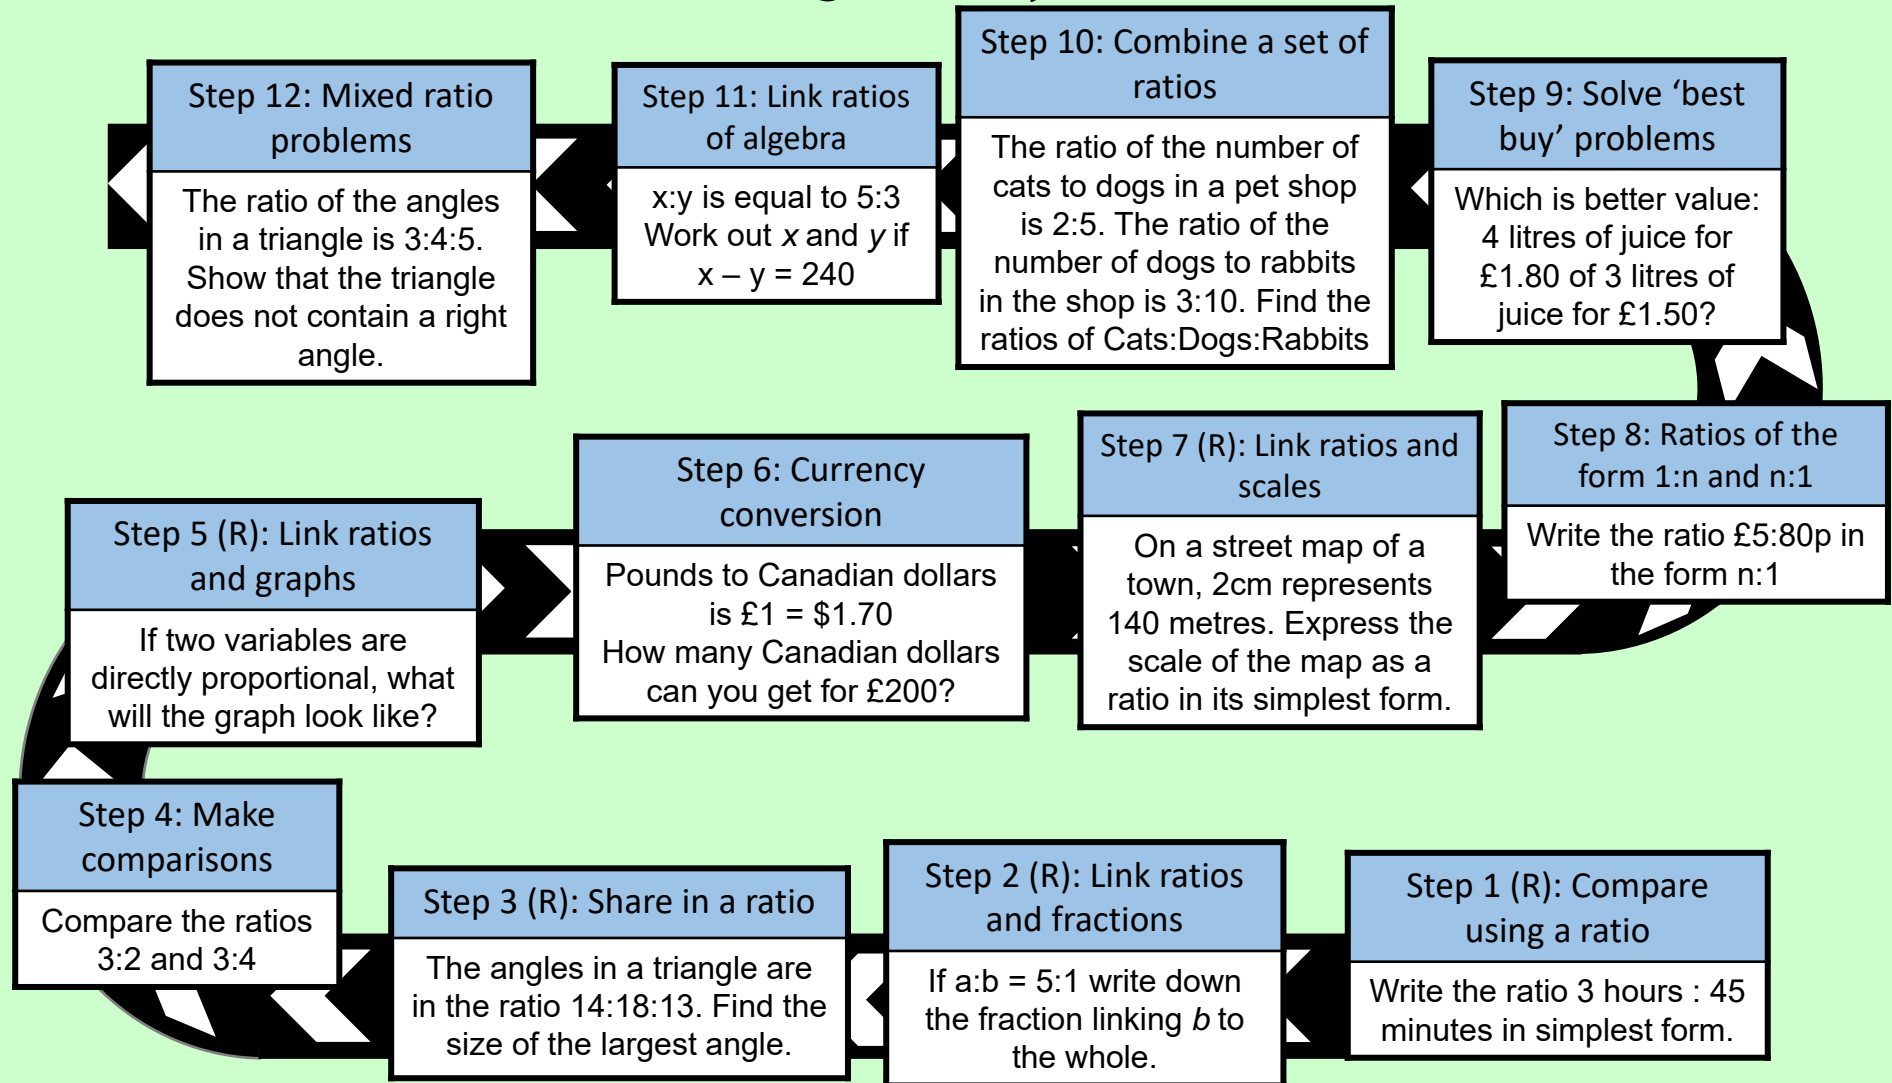 Step 12: Mixed ratio
problems
The ratio of the angles
in a triangle is 3:4:5.
Show that the triangle
does not contain a right
angle.
Step 11: Link ratios
of algebra
x:y is equal to 5:3
Work out x and y if
x – y = 240
Step 10: Combine a set of
ratios
The ratio of the number of
cats to dogs in a pet shop
is 2:5. The ratio of the
number of dogs to rabbits
in the shop is 3:10. Find the
ratios of Cats:Dogs:Rabbits
Step 9: Solve ‘best
buy’ problems
Which is better value:
4 litres of juice for
£1.80 of 3 litres of
juice for £1.50?
Step 5 (R): Link ratios
and graphs
If two variables are
directly proportional, what
will the graph look like?
Step 6: Currency
conversion
Pounds to Canadian dollars
is £1 = $1.70
How many Canadian dollars
can you get for £200?
Step 7 (R): Link ratios and
scales
On a street map of a
town, 2cm represents
140 metres. Express the
scale of the map as a
ratio in its simplest form.
Step 8: Ratios of the
form 1:n and n:1
Write the ratio £5:80p in
the form n:1
Step 4: Make
comparisons
Compare the ratios
3:2 and 3:4
Step 3 (R): Share in a ratio
The angles in a triangle are
in the ratio 14:18:13. Find the
size of the largest angle.
Step 2 (R): Link ratios
and fractions
If a:b = 5:1 write down
the fraction linking b to
the whole.
Step 1 (R): Compare
using a ratio
Write the ratio 3 hours : 45
minutes in simplest form.